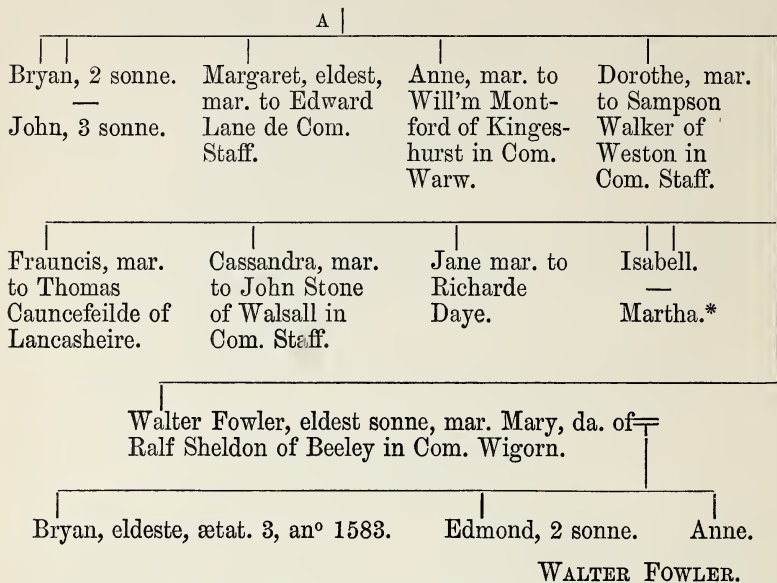 A
Bryan, 2 sonne.
—
John, 3 sonne.
Margaret, eldest,
mar. to Edward
Lane de Com.
Staff.
Anne, mar. to
Will'm Mont-
ford of Kinges-
hurst in Com.
Warw.
Dorothe, mar.
to Sampson
Walker of
Weston in
Com. Staff.
Frauncis, mar.
to Thomas
Cauncefeilde of
Lancasheire.
Cassandra, mar.
to John Stone
of Walsall in
Com. Staff.
Jane mar. to
Richarde
Daye.
Isabell.
—
Martha.*
Walter Fowler, eldest sonne, mar. Mary, da. of
Ralf Sheldon of Beeley in Com. Wigorn.
Bryan, eldeste, ætat. 3, anº 1583.
Edmond, 2 sonne.
Anne.
WALTER FOWLER.